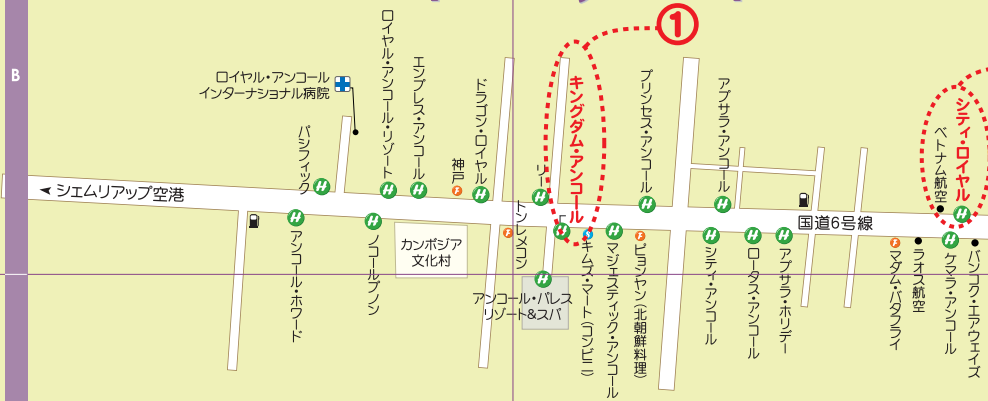 B
①
ロイヤル・アンコール
インターナショナル病院
パシフィック
ロイヤル・アンコール・リゾート
エンプレス・アンコール
神戸
ドラゴン・ロイヤル
リー
キングダム・アンコール
プリンセス・アンコール
アプサラ・アンコール
ベトナム航空
シティ・ロイヤル
シェムリアップ空港
国道6号線
アンコール・ホワード
ノコールプノン
カンボジア
文化村
トンレメコン
アンコール・パレス
リゾート&スパ
キムズ・マート(コンビニ)
マジェスティック・アンコール
ピョンヤン(北朝鮮料理)
シティ・アンコール
ロータス・アンコール
アプサラ・ホリデー
マダム・バタフライ
ラオス航空
ケマラ・アンコール
バンコク・エアウェイズ